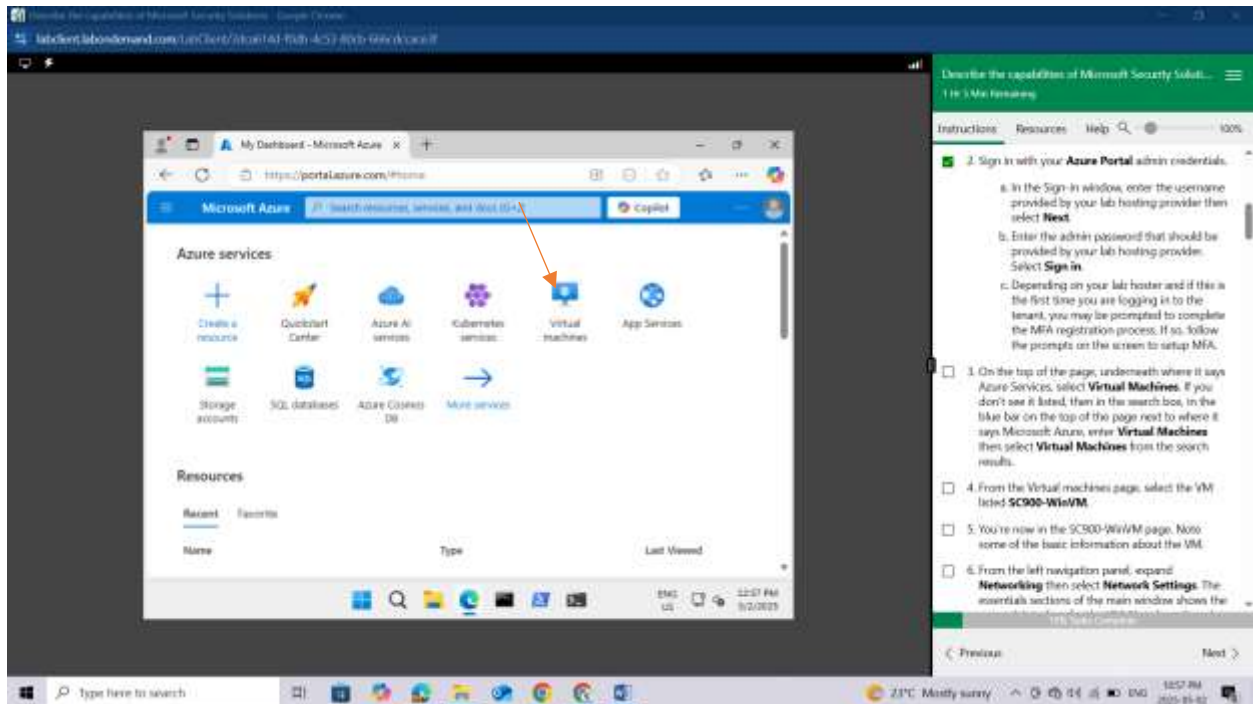 Describe the capabilities of Microsoft Security Solutions - Google Chrome
labclient.labondemand.com/LabClient/
My Dashboard - Microsoft Azure
https://portal.azure.com/#home
Microsoft Azure
Search resources, services, and docs (G+/)
Copilot
Azure services
Create a resource
Quickstart Center
Azure AI services
Kubernetes services
Virtual machines
App Services
Storage accounts
SQL databases
Azure Cosmos DB
More services
Resources
Recent Favorite
Name Type Last Viewed
ENG
US
12:57 PM
5/2/2025
Describe the capabilities of Microsoft Security Soluti...
1 Hr 5 Min Remaining
Instructions Resources Help 100%
2. Sign in with your Azure Portal admin credentials.
a. In the Sign-in window, enter the username
provided by your lab hosting provider then
select Next.
b. Enter the admin password that should be
provided by your lab hosting provider.
Select Sign in.
c. Depending on your lab hoster and if this is
the first time you are logging in to the
tenant, you may be prompted to complete
the MFA registration process. If so, follow
the prompts on the screen to setup MFA.
3. On the top of the page, underneath where it says
Azure Services, select Virtual Machines. If you
don't see it listed, then in the search box, in the
blue bar on the top of the page next to where it
says Microsoft Azure, enter Virtual Machines
then select Virtual Machines from the search
results.
4. From the Virtual machines page, select the VM
listed SC900-WinVM.
5. You're now in the SC900-WinVM page. Note
some of the basic information about the VM.
6. From the left navigation panel, expand
Networking then select Network Settings. The
essentials sections of the main window shows the
Tasks Complete
Previous Next
Type here to search
23°C Mostly sunny
ENG
10:57 PM
2025-05-02